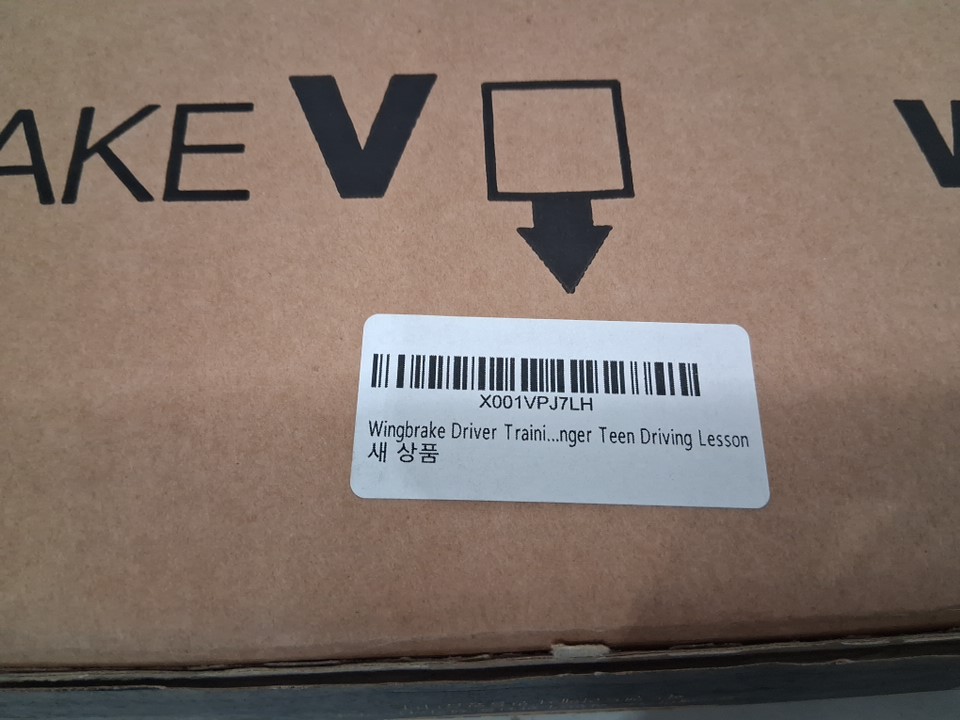 AKE V
X001VPJ7LH
Wingbrake Driver Traini...nger Teen Driving Lesson
새 상품